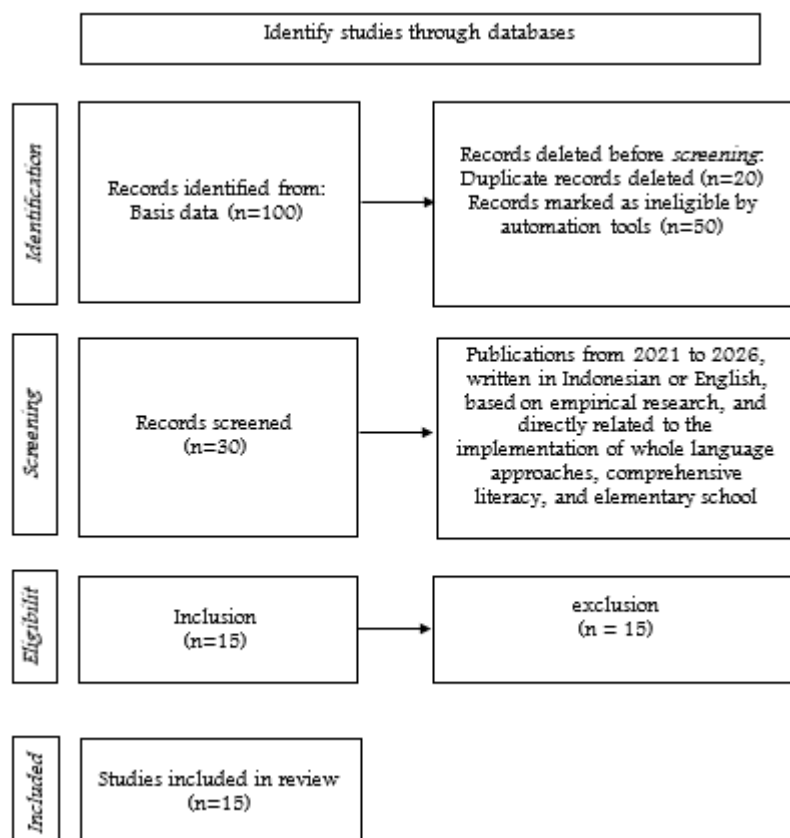 Identify studies through databases
Identification
Records identified from:
Basis data (n=100)
Records deleted before screening:
Duplicate records deleted (n=20)
Records marked as ineligible by
automation tools (n=50)
Screening
Records screened
(n=30)
Publications from 2021 to 2026,
written in Indonesian or English,
based on empirical research, and
directly related to the
implementation of whole language
approaches, comprehensive
literacy, and elementary school
Eligibilit
Inclusion
(n=15)
exclusion
(n = 15)
Included
Studies included in review
(n=15)